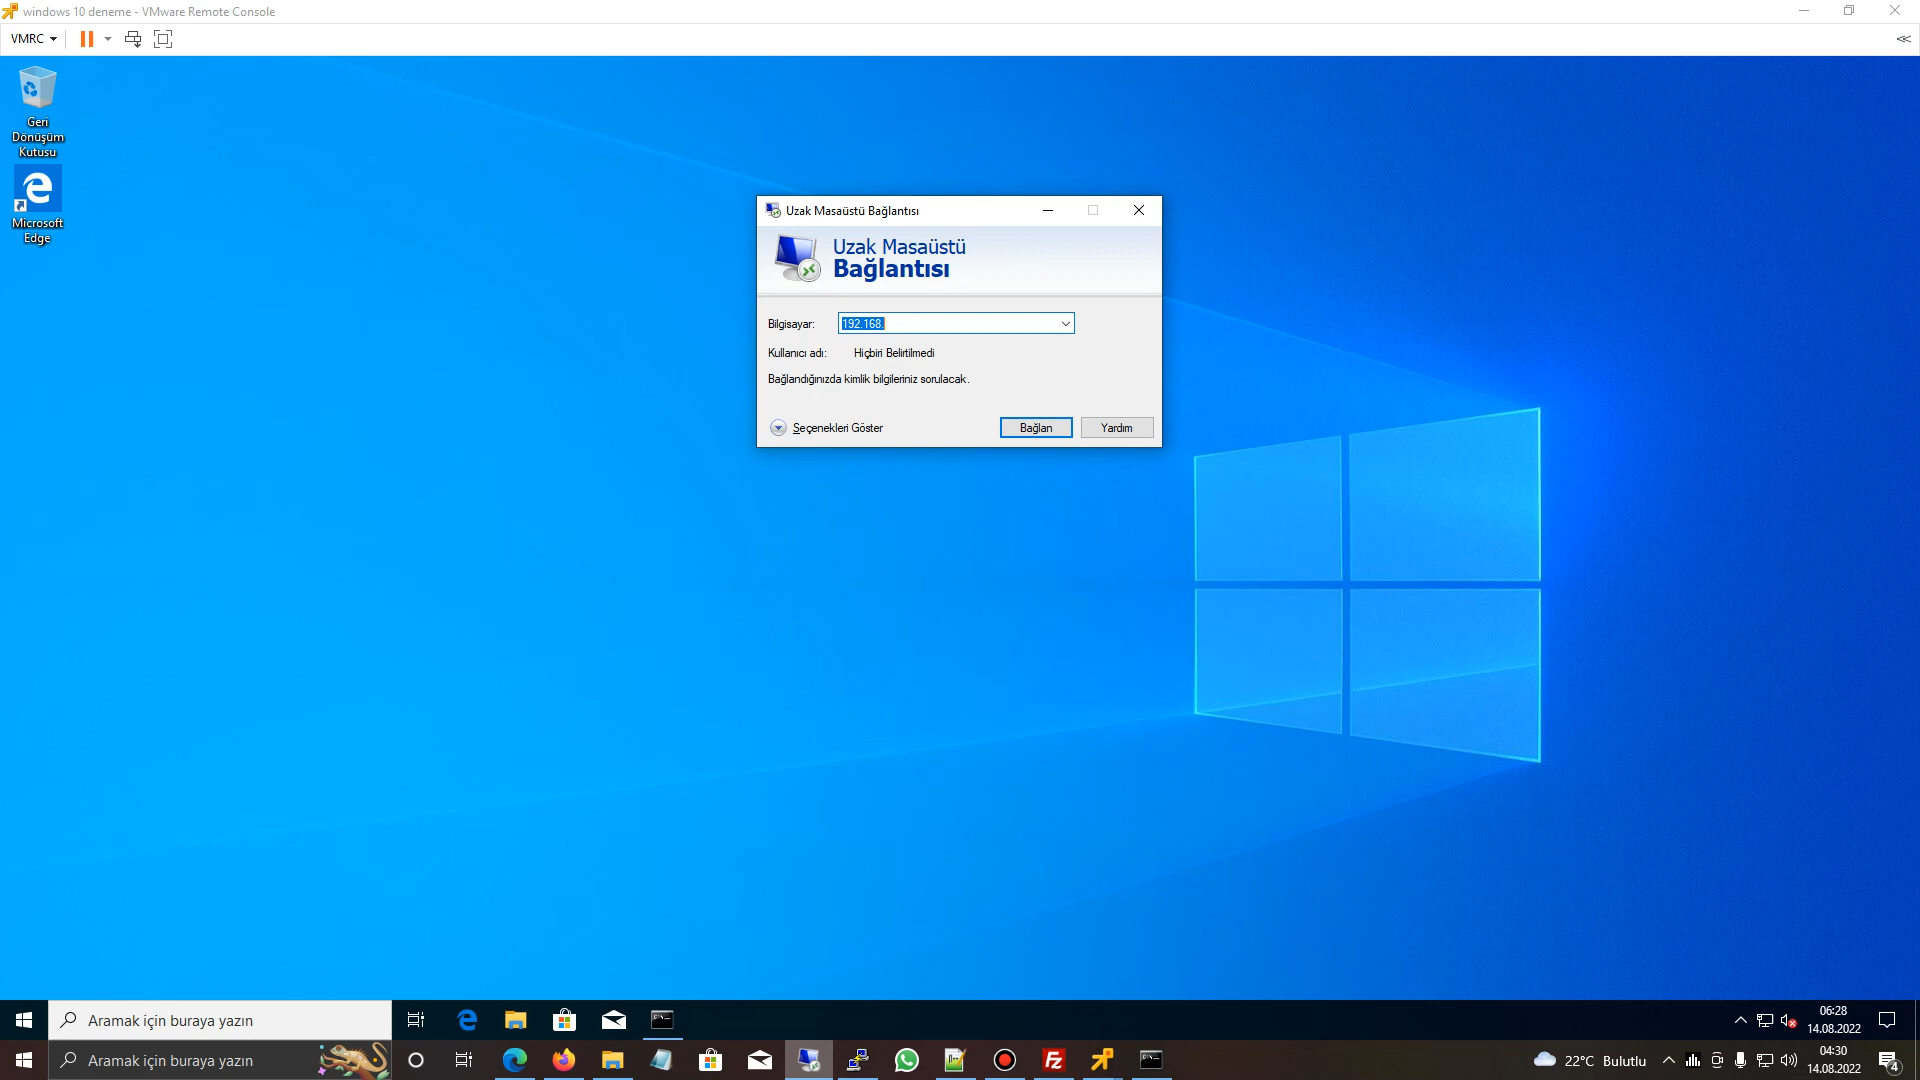 windows 10 deneme - VMware Remote Console
VMRC
Geri
Dönüşüm
Kutusu
Microsoft
Edge
Uzak Masaüstü Bağlantısı
Uzak Masaüstü
Bağlantısı
Bilgisayar:
192.168.
Kullanıcı adı:
Hiçbiri Belirtilmedi
Bağlandığınızda kimlik bilgileriniz sorulacak.
Seçenekleri Göster
Bağlan
Yardım
Aramak için buraya yazın
06:28
14.08.2022
Aramak için buraya yazın
22°C Bulutlu
04:30
14.08.2022
4